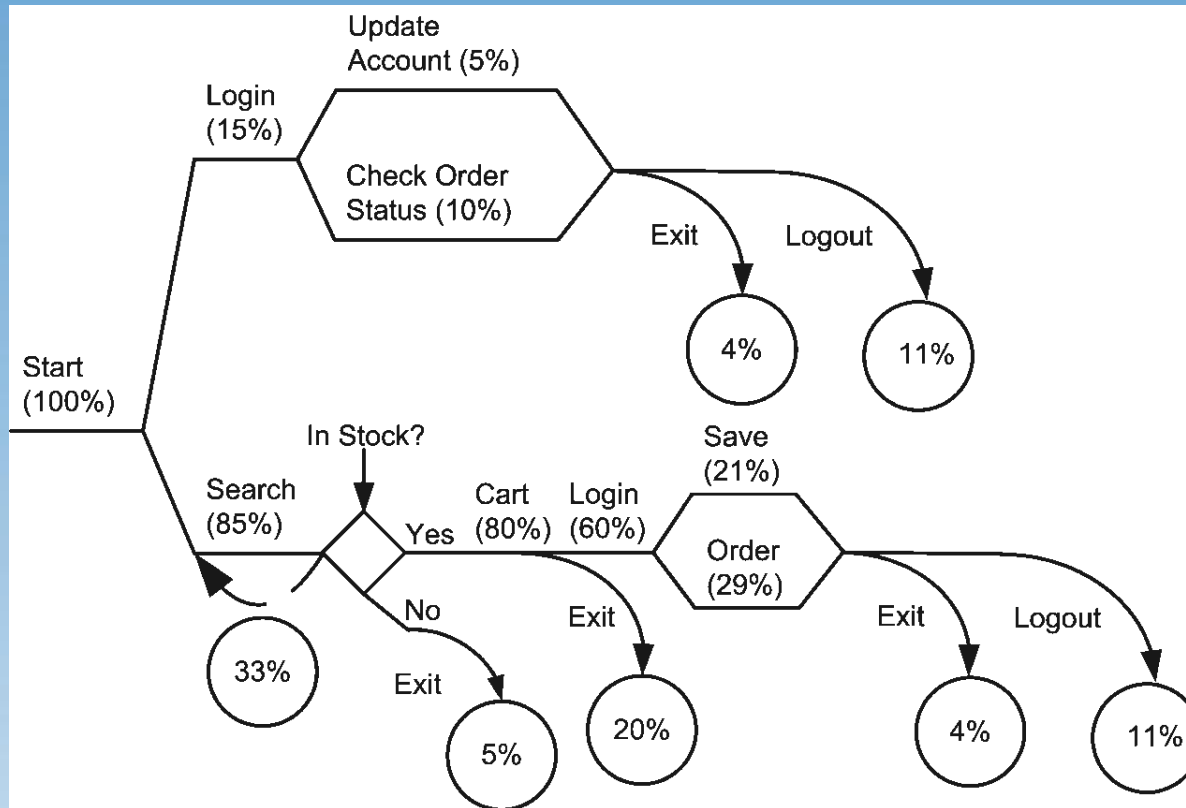 Update
Account (5%)
Login
(15%)
Check Order
Status (10%)
Exit
Logout
4%
11%
Start
(100%)
In Stock?
Search
(85%)
Yes
Cart
(80%)
Login
(60%)
Save
(21%)
Order
(29%)
No
Exit
Exit
Exit
Logout
33%
5%
20%
4%
11%